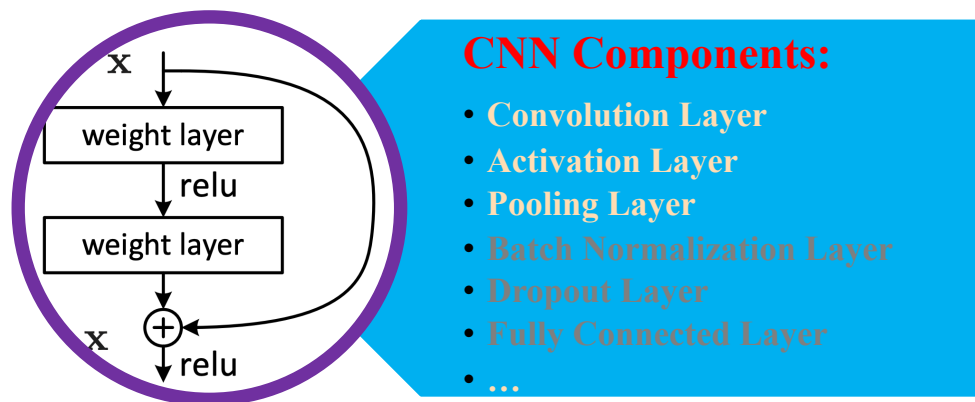 x
weight layer
relu
weight layer
x
+
relu
CNN Components:
• Convolution Layer
• Activation Layer
• Pooling Layer
• Batch Normalization Layer
• Dropout Layer
• Fully Connected Layer
• ...